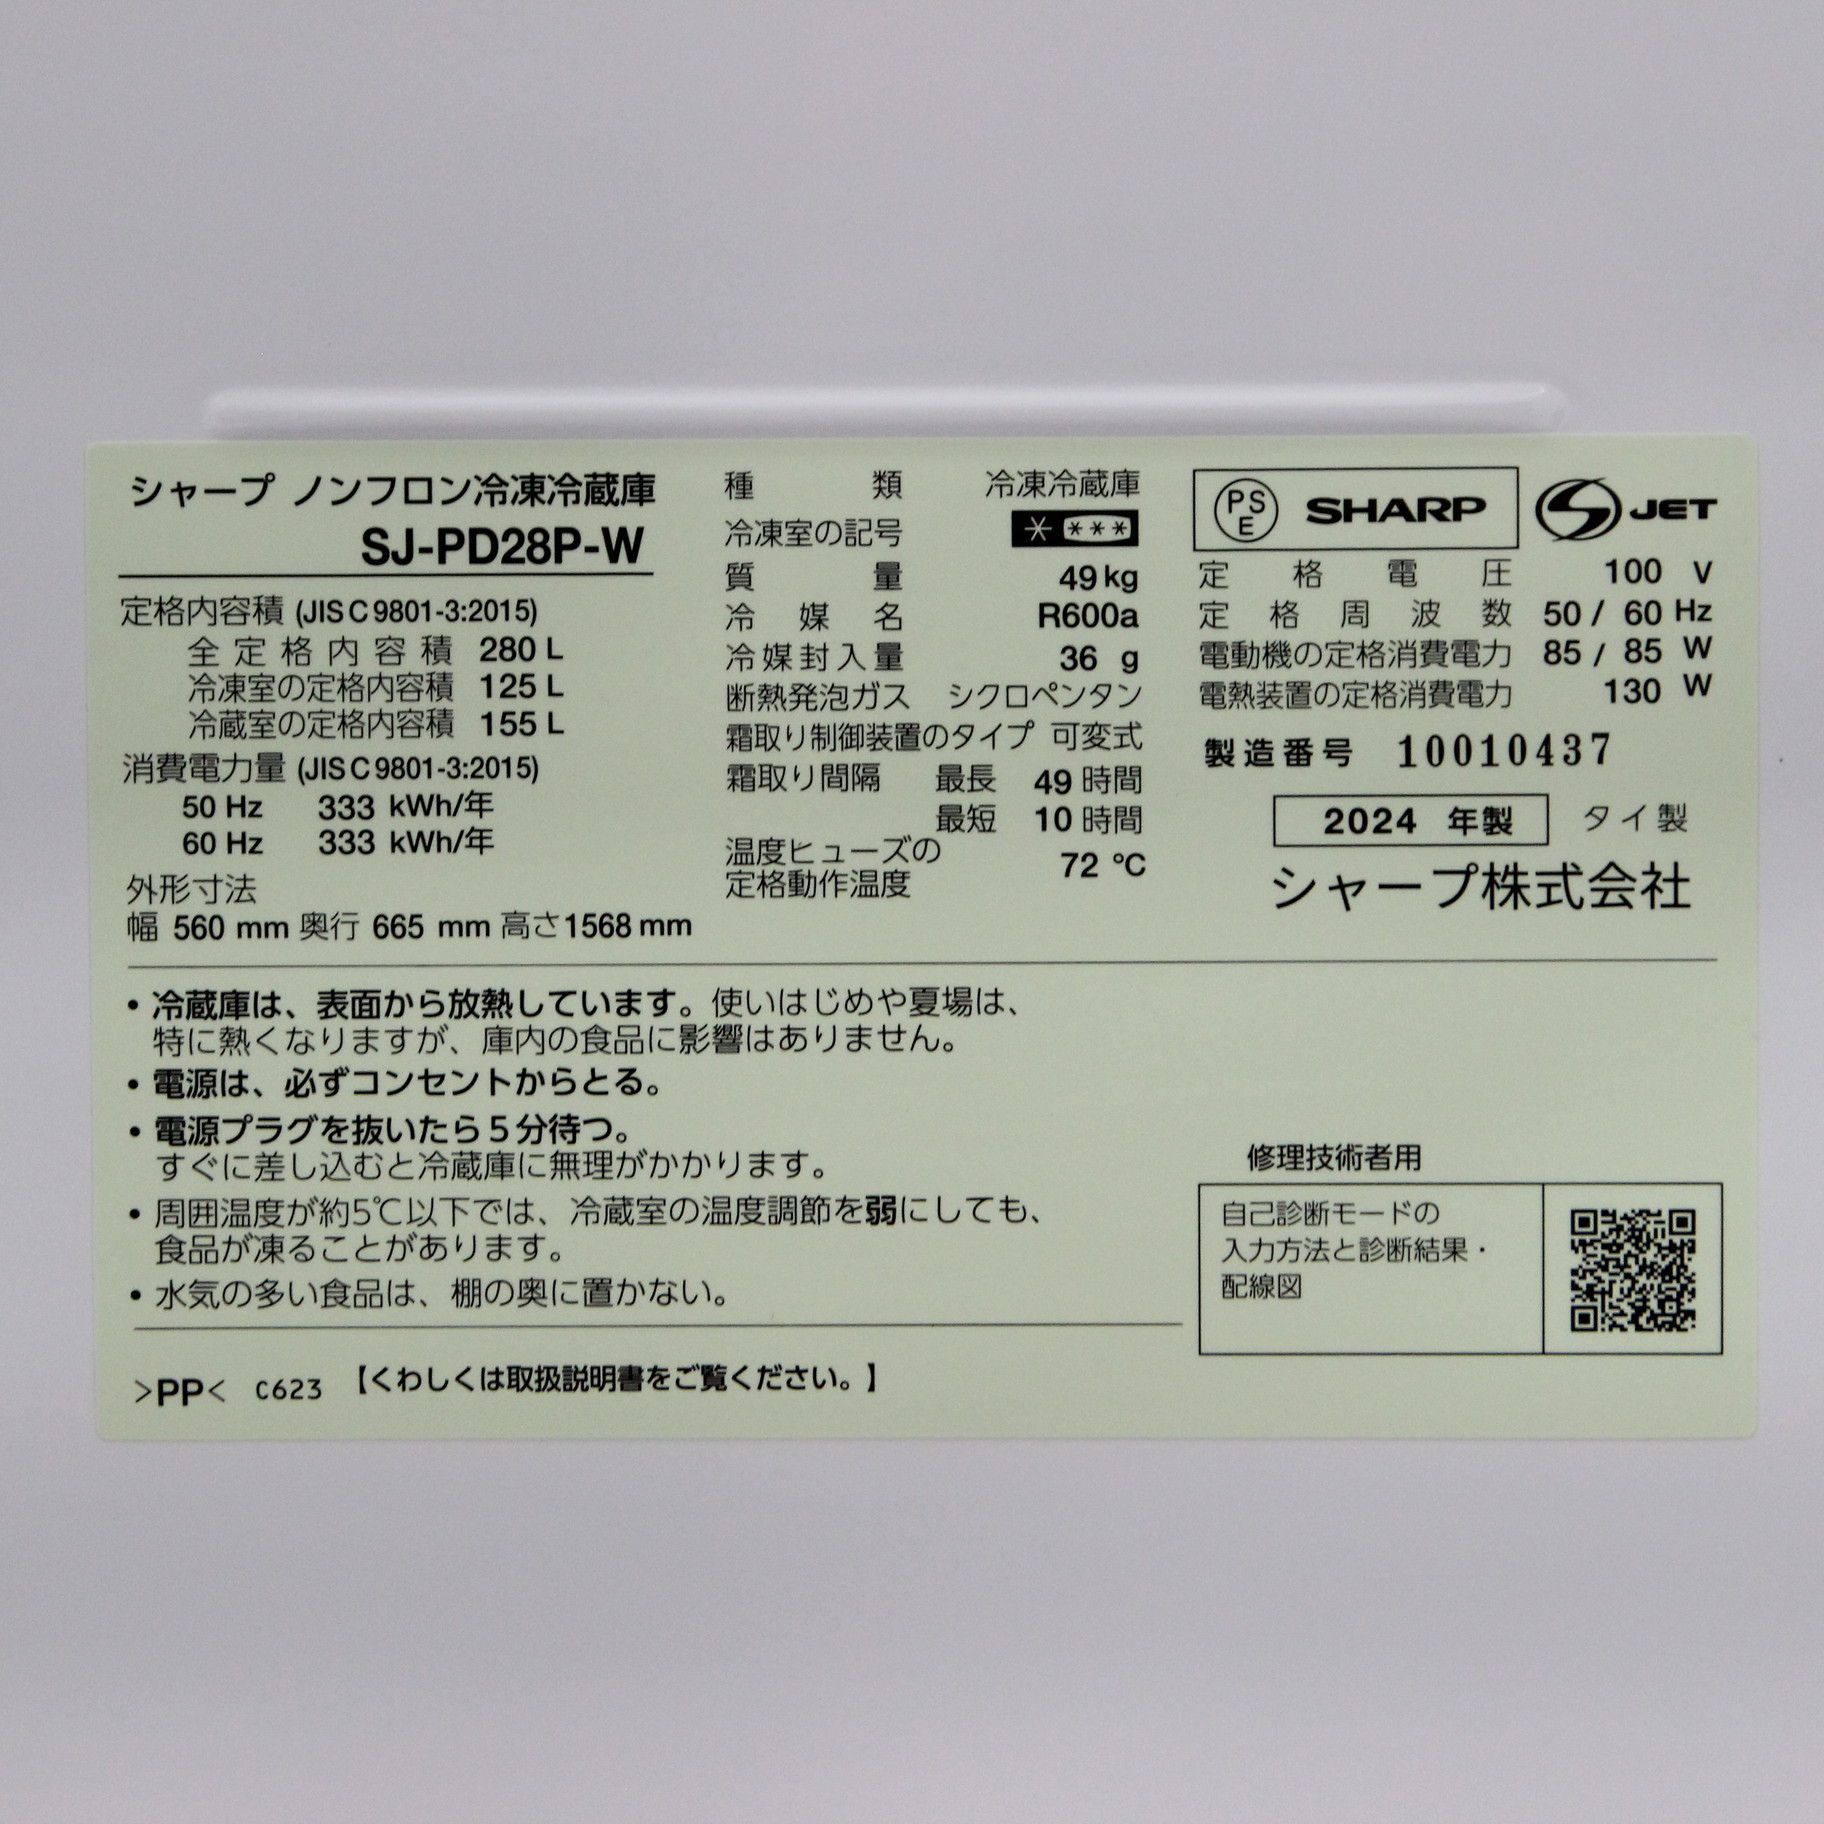 シャープ ノンフロン冷凍冷蔵庫
SJ-PD28P-W
定格内容積 (JIS C 9801-3:2015)
全定格内容積 280 L
冷凍室の定格内容積 125 L
冷蔵室の定格内容積 155 L
消費電力量 (JIS C 9801-3:2015)
50 Hz 333 kWh/年
60 Hz 333 kWh/年
外形寸法
幅 560 mm 奥行 665 mm 高さ 1568 mm
種類 冷凍冷蔵庫
冷凍室の記号 * ***
質量 49 kg
冷媒名 R600a
冷媒封入量 36 g
断熱発泡ガス シクロペンタン
霜取り制御装置のタイプ 可変式
霜取り間隔 最長 49 時間
最短 10 時間
温度ヒューズの
定格動作温度 72 ℃
PSE SHARP JET
定格電圧 100 V
定格周波数 50 / 60 Hz
電動機の定格消費電力 85 / 85 W
電熱装置の定格消費電力 130 W
製造番号 10010437
2024 年製 タイ製
シャープ株式会社
• 冷蔵庫は、表面から放熱しています。使いはじめや夏場は、
特に熱くなりますが、庫内の食品に影響はありません。
• 電源は、必ずコンセントからとる。
• 電源プラグを抜いたら5分待つ。
すぐに差し込むと冷蔵庫に無理がかかります。
• 周囲温度が約5℃以下では、冷蔵室の温度調節を弱にしても、
食品が凍ることがあります。
• 水気の多い食品は、棚の奥に置かない。
>PP< C623 【くわしくは取扱説明書をご覧ください。】
修理技術者用
自己診断モードの
入力方法と診断結果・
配線図